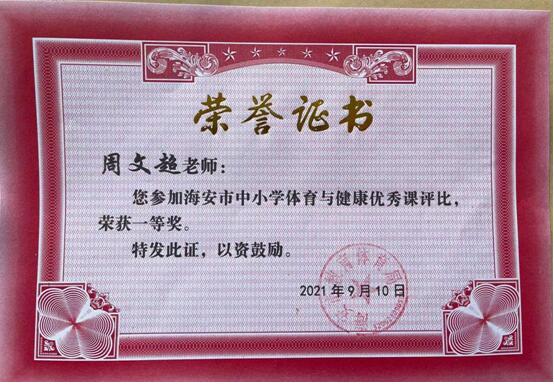 荣誉证书
周文超老师：
您参加海安市中小学体育与健康优秀课评比，
荣获一等奖。
特发此证，以资鼓励。
2021年9月10日